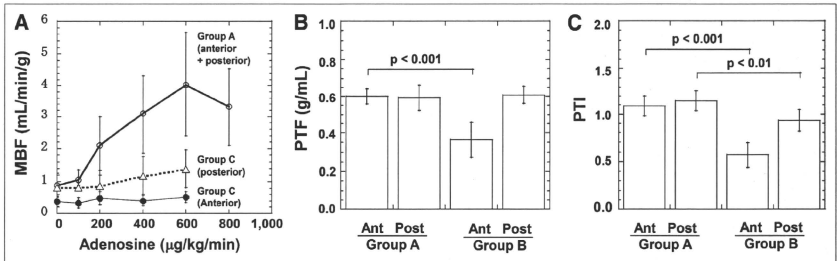 A
MBF (mL/min/g)
6
5
4
3
2
1
0
Group A
(anterior
+ posterior)
Group C
(posterior)
Group C
(Anterior)
0 200 400 600 800 1,000
Adenosine (µg/kg/min)
B
PTF (g/mL)
1.0
0.8
0.6
0.4
0.2
0.0
p < 0.001
Ant Post Ant Post
Group A Group B
C
PTI
2.0
1.5
1.0
0.5
0.0
p < 0.001
p < 0.01
Ant Post Ant Post
Group A Group B